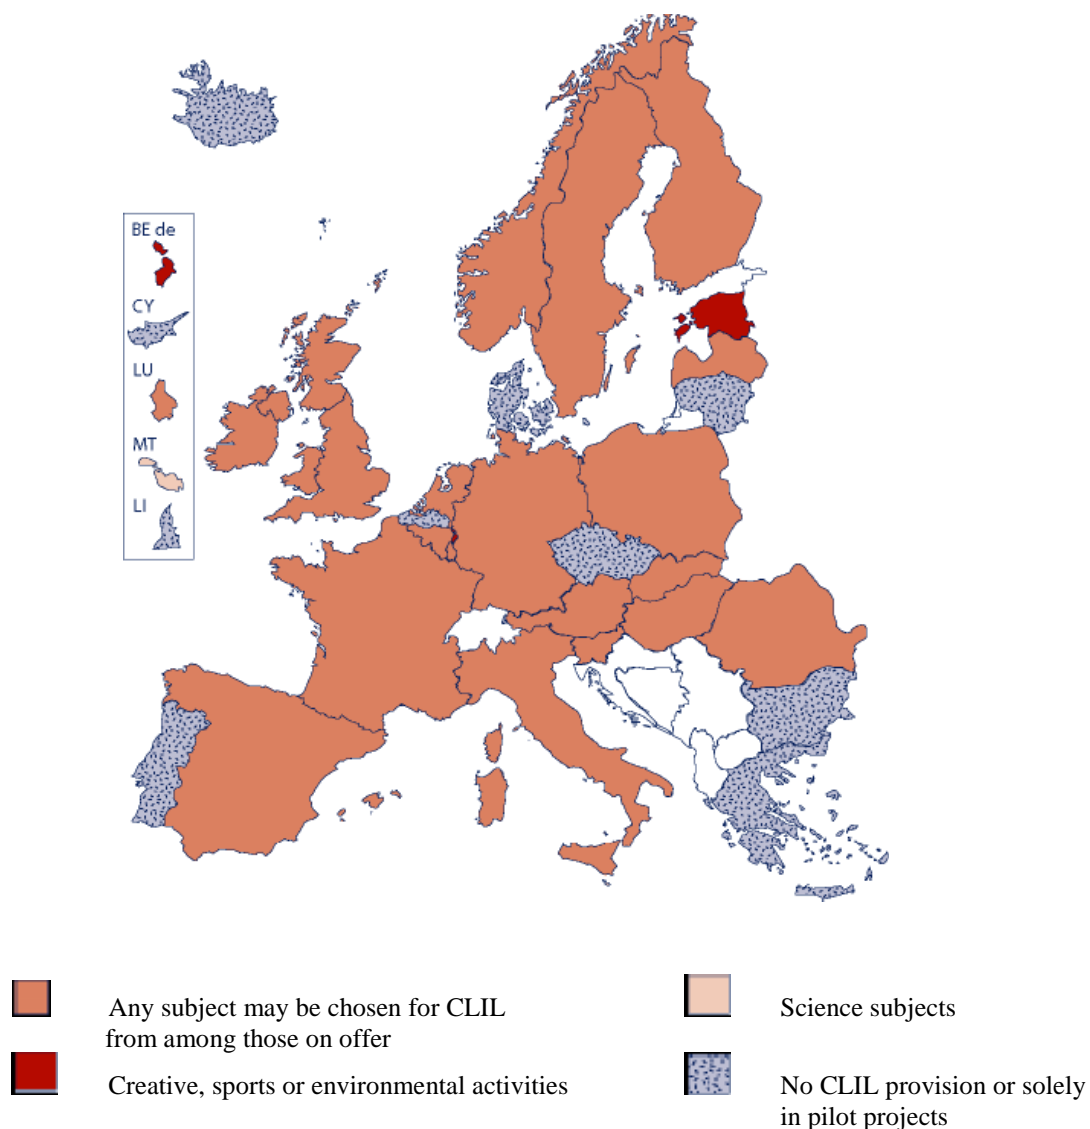 BE de
CY
LU
MT
LI
Any subject may be chosen for CLIL
from among those on offer
Creative, sports or environmental activities
Science subjects
No CLIL provision or solely
in pilot projects